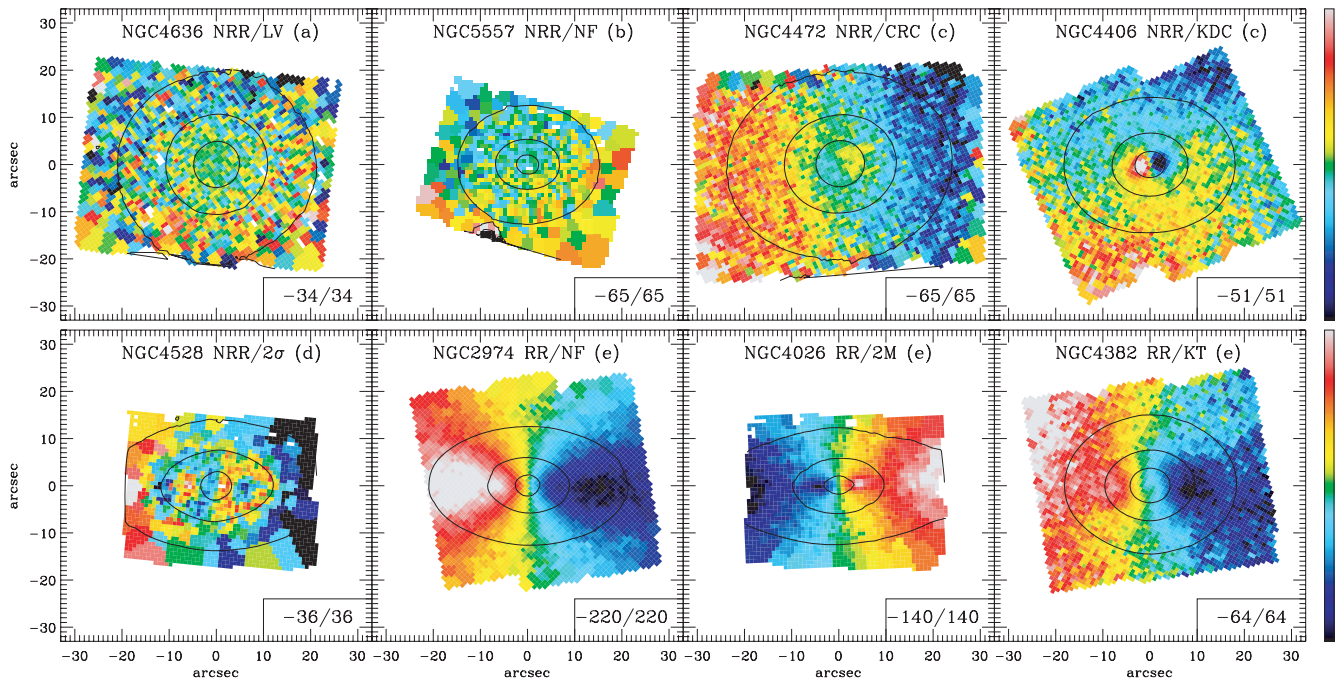 NGC4636 NRR/LV (a)
NGC5557 NRR/NF (b)
NGC4472 NRR/CRC (c)
NGC4406 NRR/KDC (c)
30
20
10
0
−10
−20
−30
arcsec
−34/34
−65/65
−65/65
−51/51
NGC4528 NRR/2σ (d)
NGC2974 RR/NF (e)
NGC4026 RR/2M (e)
NGC4382 RR/KT (e)
30
20
10
0
−10
−20
−30
arcsec
−36/36
−220/220
−140/140
−64/64
−30 −20 −10 0 10 20 30
−30 −20 −10 0 10 20 30
−30 −20 −10 0 10 20 30
−30 −20 −10 0 10 20 30
arcsec
arcsec
arcsec
arcsec